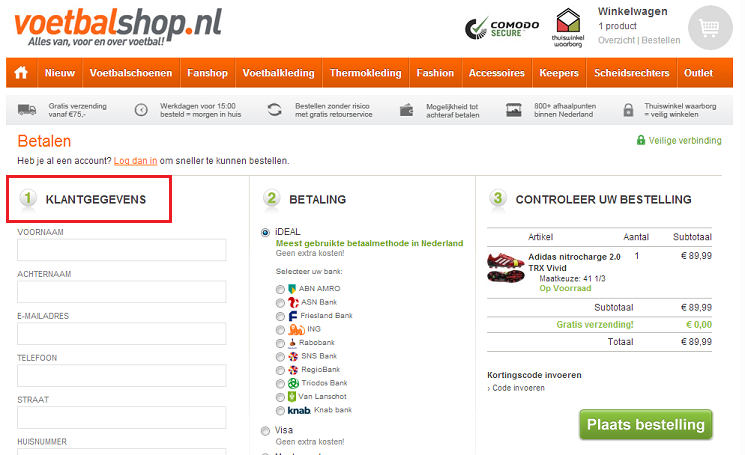 voetbalshop.nl
Alles van, voor en over voetbal!
COMODO
SECURE™
thuiswinkel
waarborg
Winkelwagen
1 product
Overzicht | Bestellen
Nieuw Voetbalschoenen Fanshop Voetbalkleding Thermokleding Fashion Accessoires Keepers Scheidsrechters Outlet
Gratis verzending
vanaf €75,-
Werkdagen voor 15:00
besteld = morgen in huis
Bestellen zonder risico
met gratis retourservice
Mogelijkheid tot
achteraf betalen
800+ afhaalpunten
binnen Nederland
Thuiswinkel waarborg
= veilig winkelen
Betalen
Veilige verbinding
Heb je al een account? Log dan in om sneller te kunnen bestellen.
1 KLANTGEGEVENS
VOORNAAM
ACHTERNAAM
E-MAILADRES
TELEFOON
STRAAT
HUISNUMMER
2 BETALING
iDEAL
Meest gebruikte betaalmethode in Nederland
Geen extra kosten!
Selecteer uw bank:
ABN AMRO
ASN Bank
Friesland Bank
ING
Rabobank
SNS Bank
RegioBank
Triodos Bank
Van Lanschot
knab. Knab bank
Visa
Geen extra kosten!
3 CONTROLEER UW BESTELLING
Artikel Aantal Subtotaal
Adidas nitrocharge 2.0 1 € 89,99
TRX Vivid
Maatkeuze: 41 1/3
Op Voorraad
Subtotaal € 89,99
Gratis verzending! € 0,00
Totaal € 89,99
Kortingscode invoeren
› Code invoeren
Plaats bestelling